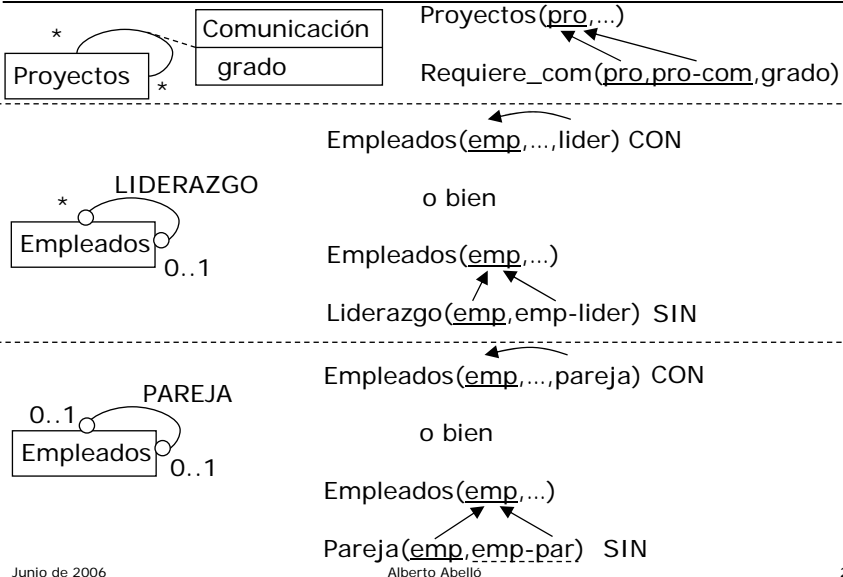 * Comunicación Proyectos(pro,...)
grado
Proyectos * Requiere_com(pro,pro-com,grado)
Empleados(emp,...,lider) CON
LIDERAZGO
* o bien
Empleados Empleados(emp,...)
0..1
Liderazgo(emp,emp-lider) SIN
Empleados(emp,...,pareja) CON
PAREJA
0..1 o bien
Empleados
0..1
Empleados(emp,...)
Pareja(emp,emp-par) SIN
Junio de 2006 Alberto Abelló 2